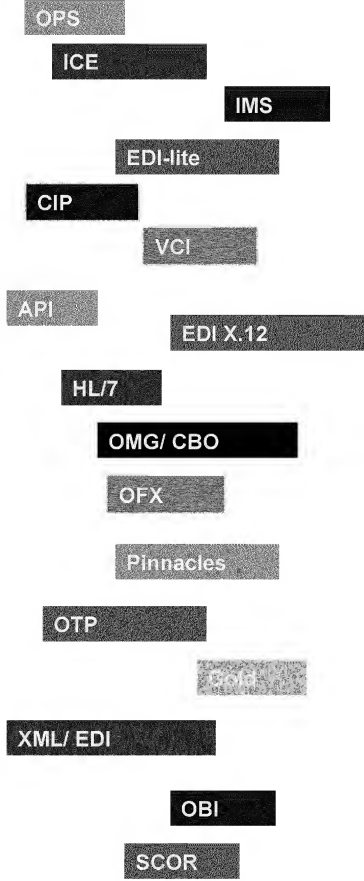 OPS
ICE
IMS
EDI-lite
CIP
VCI
API
EDI X.12
HL/7
OMG/ CBO
OFX
Pinnacles
OTP
Gold
XML/ EDI
OBI
SCOR